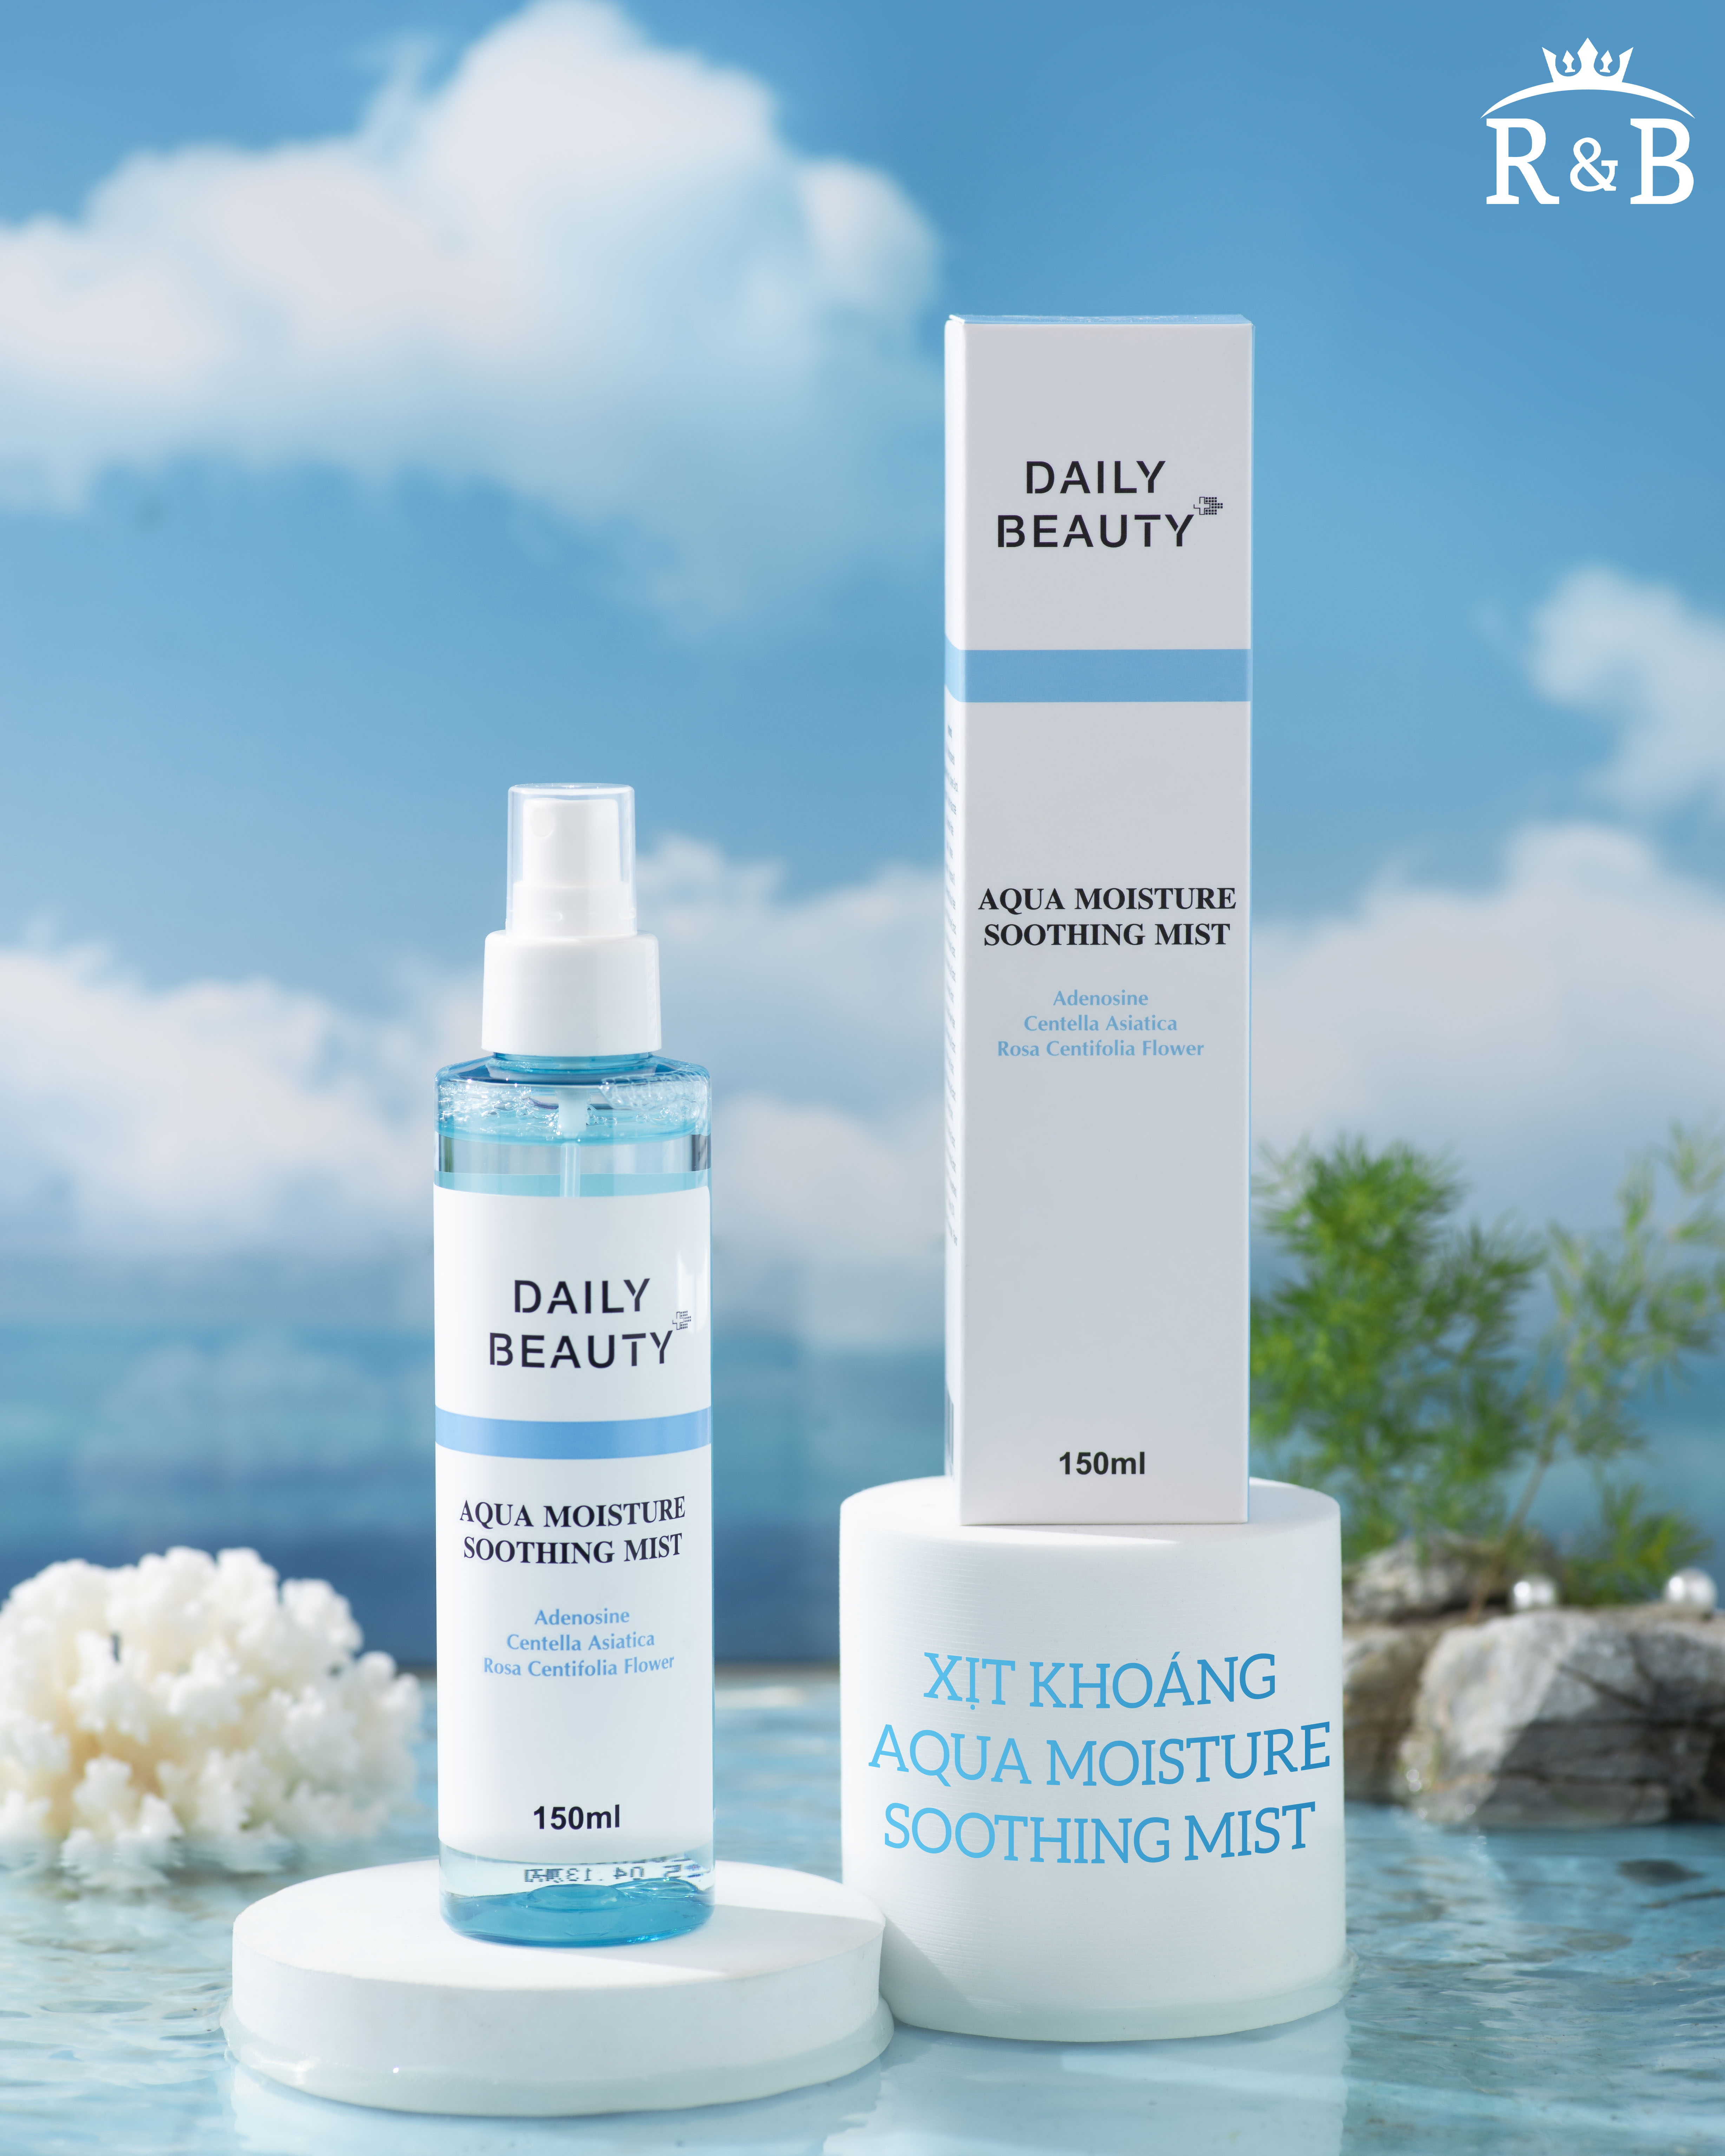 R & B
DAILY
BEAUTY
AQUA MOISTURE
SOOTHING MIST
Adenosine
Centella Asiatica
Rosa Centifolia Flower
150ml
DAILY
BEAUTY
AQUA MOISTURE
SOOTHING MIST
Adenosine
Centella Asiatica
Rosa Centifolia Flower
150ml
XỊT KHOÁNG
AQUA MOISTURE
SOOTHING MIST